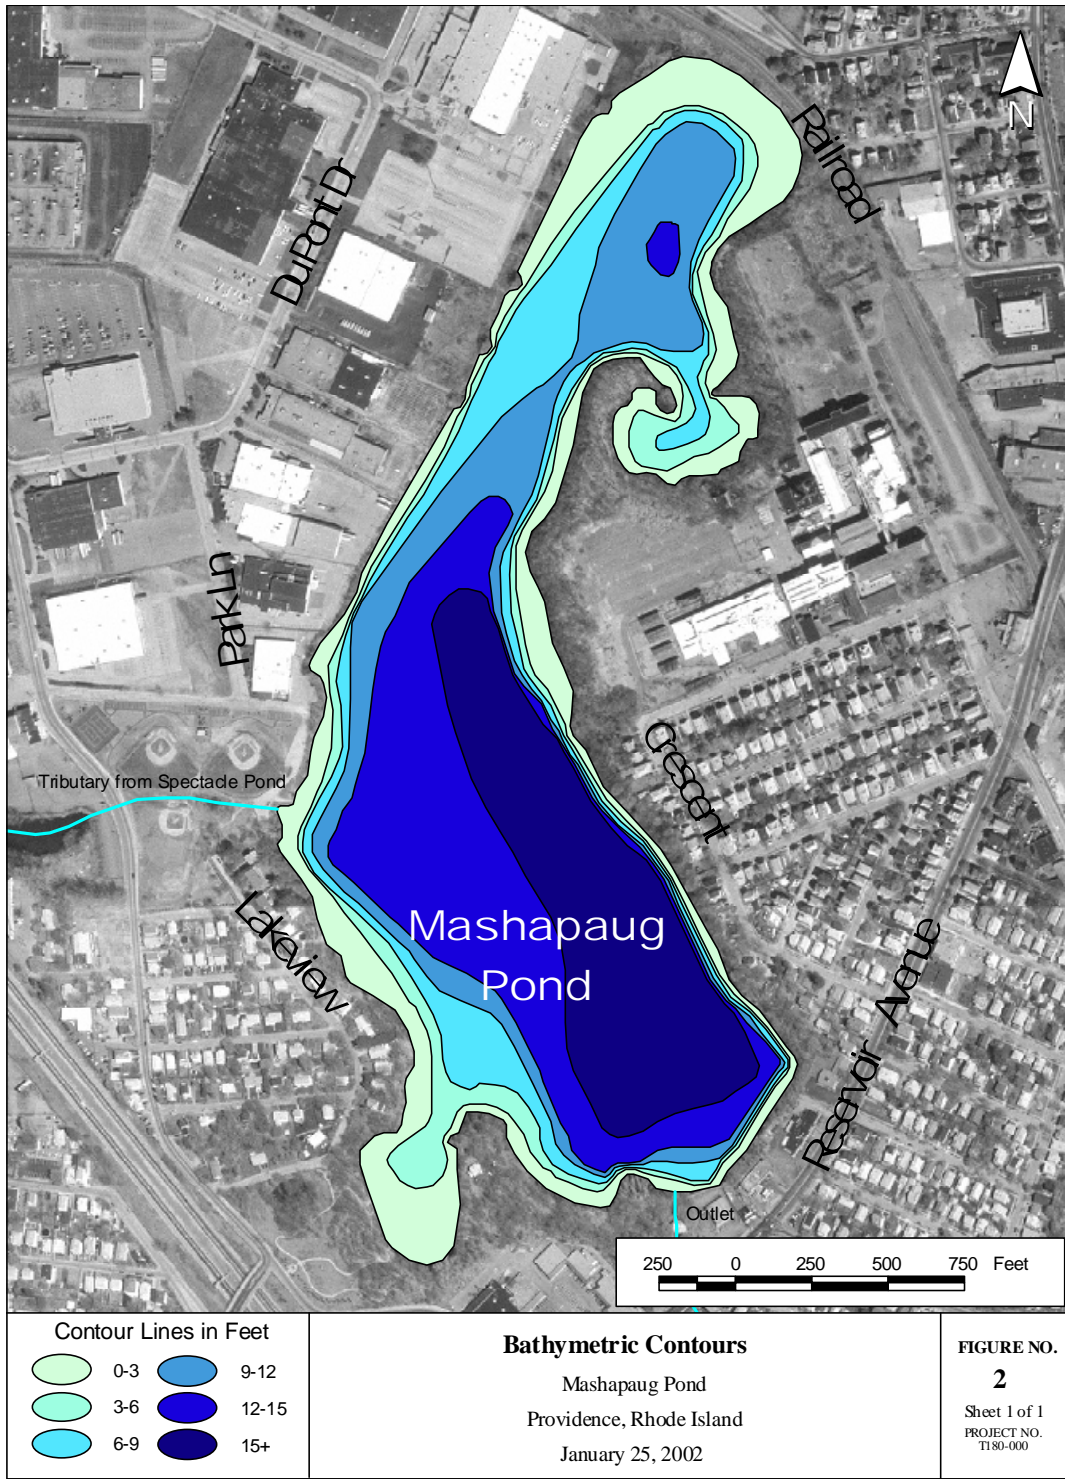 N
Railroad
DuPont Dr
Park Ln
Tributary from Spectacle Pond
Crescent
Lakeview
Mashapaug
Pond
Reservoir Avenue
Outlet
250 0 250 500 750 Feet
Contour Lines in Feet
0-3 9-12
3-6 12-15
6-9 15+
Bathymetric Contours
Mashapaug Pond
Providence, Rhode Island
January 25, 2002
FIGURE NO.
2
Sheet 1 of 1
PROJECT NO.
T180-000